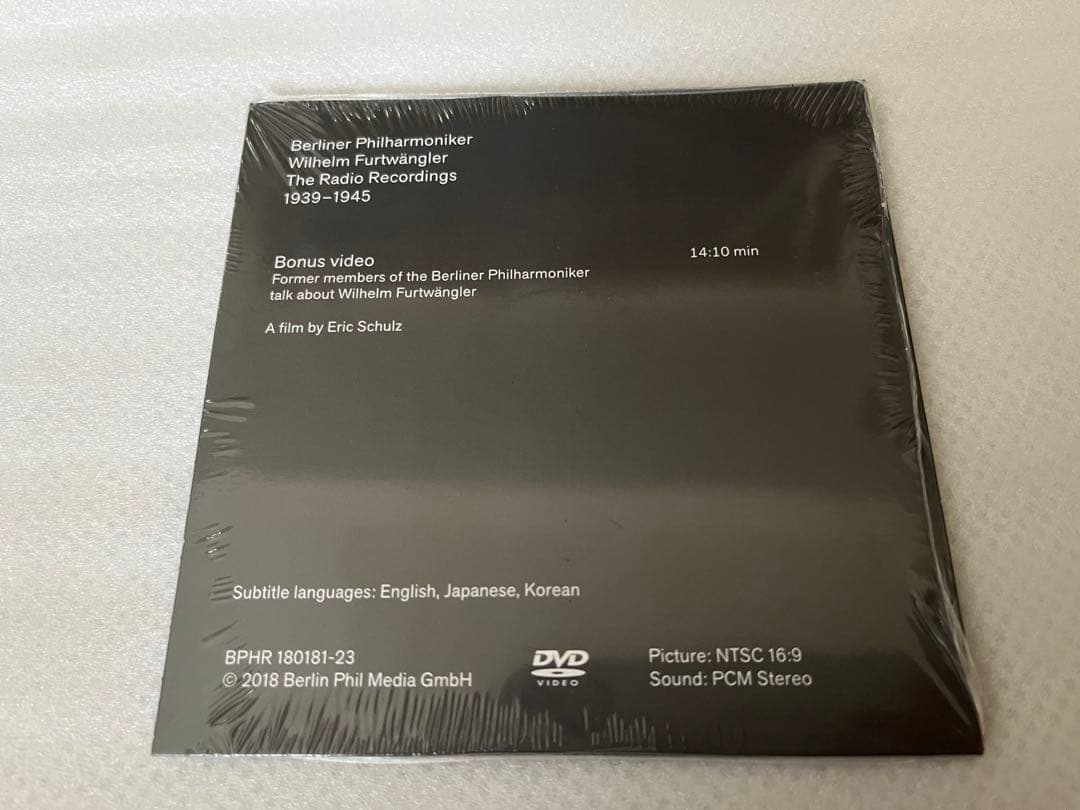 Berliner Philharmoniker
Wilhelm Furtwängler
The Radio Recordings
1939–1945
Bonus video
14:10 min
Former members of the Berliner Philharmoniker
talk about Wilhelm Furtwängler
A film by Eric Schulz
Subtitle languages: English, Japanese, Korean
BPHR 180181-23
© 2018 Berlin Phil Media GmbH
DVD
VIDEO
Picture: NTSC 16:9
Sound: PCM Stereo